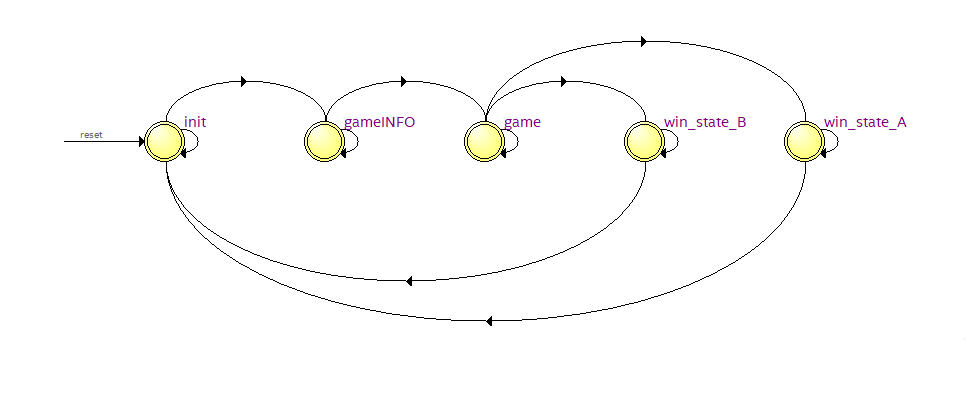 reset
init
gameINFO
game
win_state_B
win_state_A